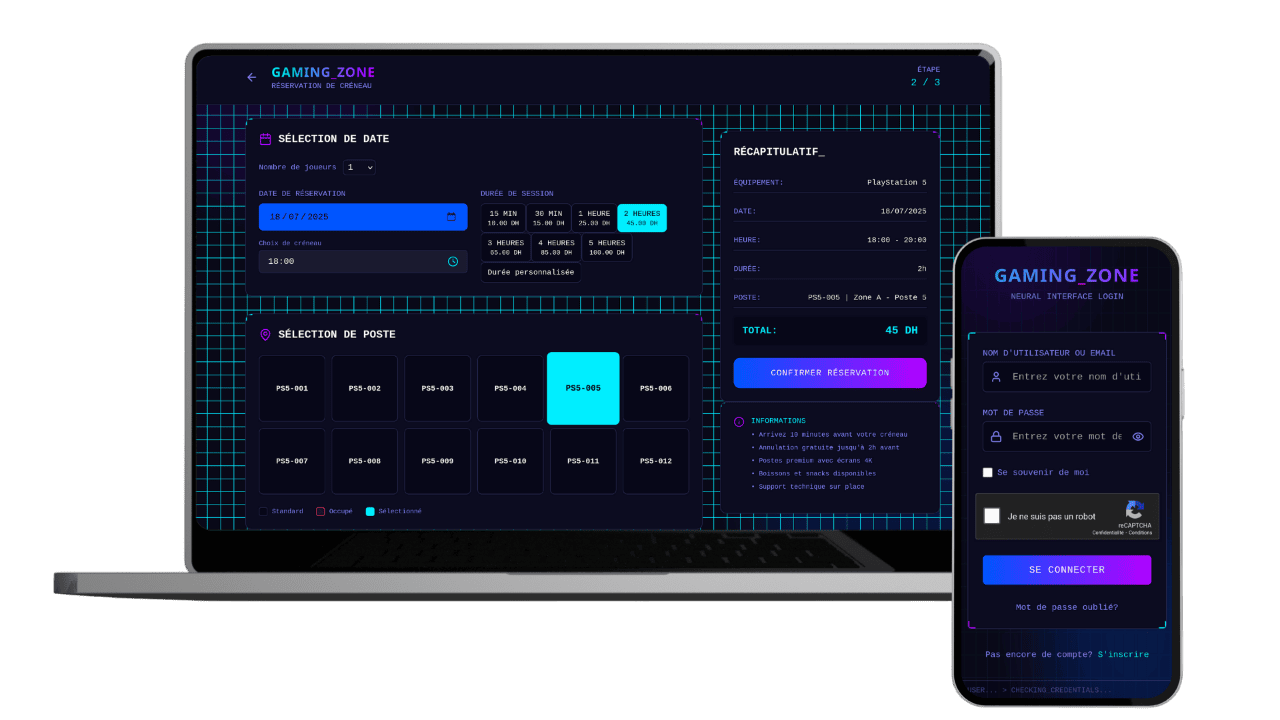 GAMING_ZONE
RÉSERVATION DE CRÉNEAU
ÉTAPE
2 / 3
SÉLECTION DE DATE
Nombre de joueurs 1
DATE DE RÉSERVATION
18/07/2025
Choix de créneau
18:00
DURÉE DE SESSION
15 MIN
10.00 DH
30 MIN
15.00 DH
1 HEURE
25.00 DH
2 HEURES
45.00 DH
3 HEURES
65.00 DH
4 HEURES
85.00 DH
5 HEURES
100.00 DH
Durée personnalisée
SÉLECTION DE POSTE
PS5-001
PS5-002
PS5-003
PS5-004
PS5-005
PS5-006
PS5-007
PS5-008
PS5-009
PS5-010
PS5-011
PS5-012
Standard
Occupé
Sélectionné
RÉCAPITULATIF_
ÉQUIPEMENT: PlayStation 5
DATE: 18/07/2025
HEURE: 18:00 - 20:00
DURÉE: 2h
POSTE: PS5-005 | Zone A - Poste 5
TOTAL: 45 DH
CONFIRMER RÉSERVATION
INFORMATIONS
• Arrivez 10 minutes avant votre créneau
• Annulation gratuite jusqu'à 2h avant
• Postes premium avec écrans 4K
• Boissons et snacks disponibles
• Support technique sur place
GAMING_ZONE
NEURAL INTERFACE LOGIN
NOM D'UTILISATEUR OU EMAIL
Entrez votre nom d'uti
MOT DE PASSE
Entrez votre mot de
Se souvenir de moi
Je ne suis pas un robot
reCAPTCHA
Confidentialité - Conditions
SE CONNECTER
Mot de passe oublié?
Pas encore de compte? S'inscrire
USER... > CHECKING CREDENTIALS...